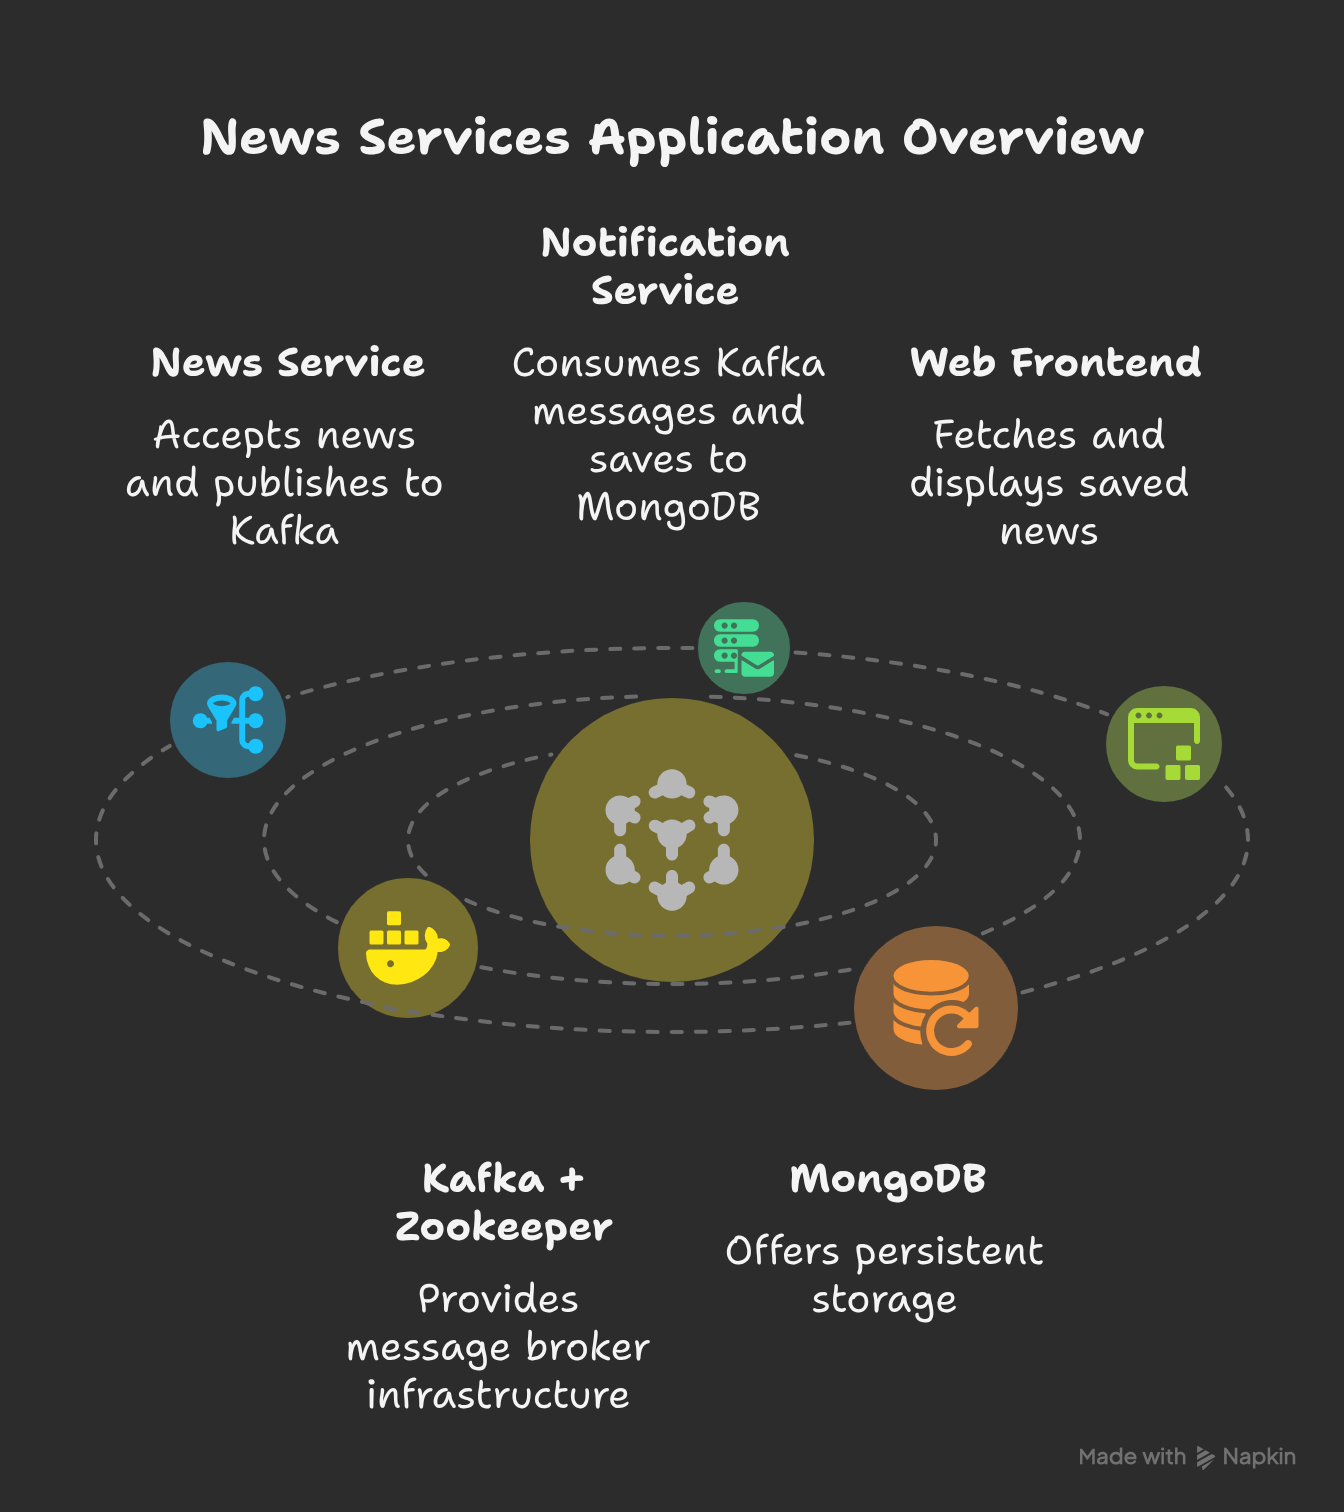 News Services Application Overview
Notification
Service
Consumes Kafka
messages and
saves to
MongoDB
News Service
Accepts news
and publishes to
Kafka
Web Frontend
Fetches and
displays saved
news
Kafka +
Zookeeper
Provides
message broker
infrastructure
MongoDB
Offers persistent
storage
Made with Napkin